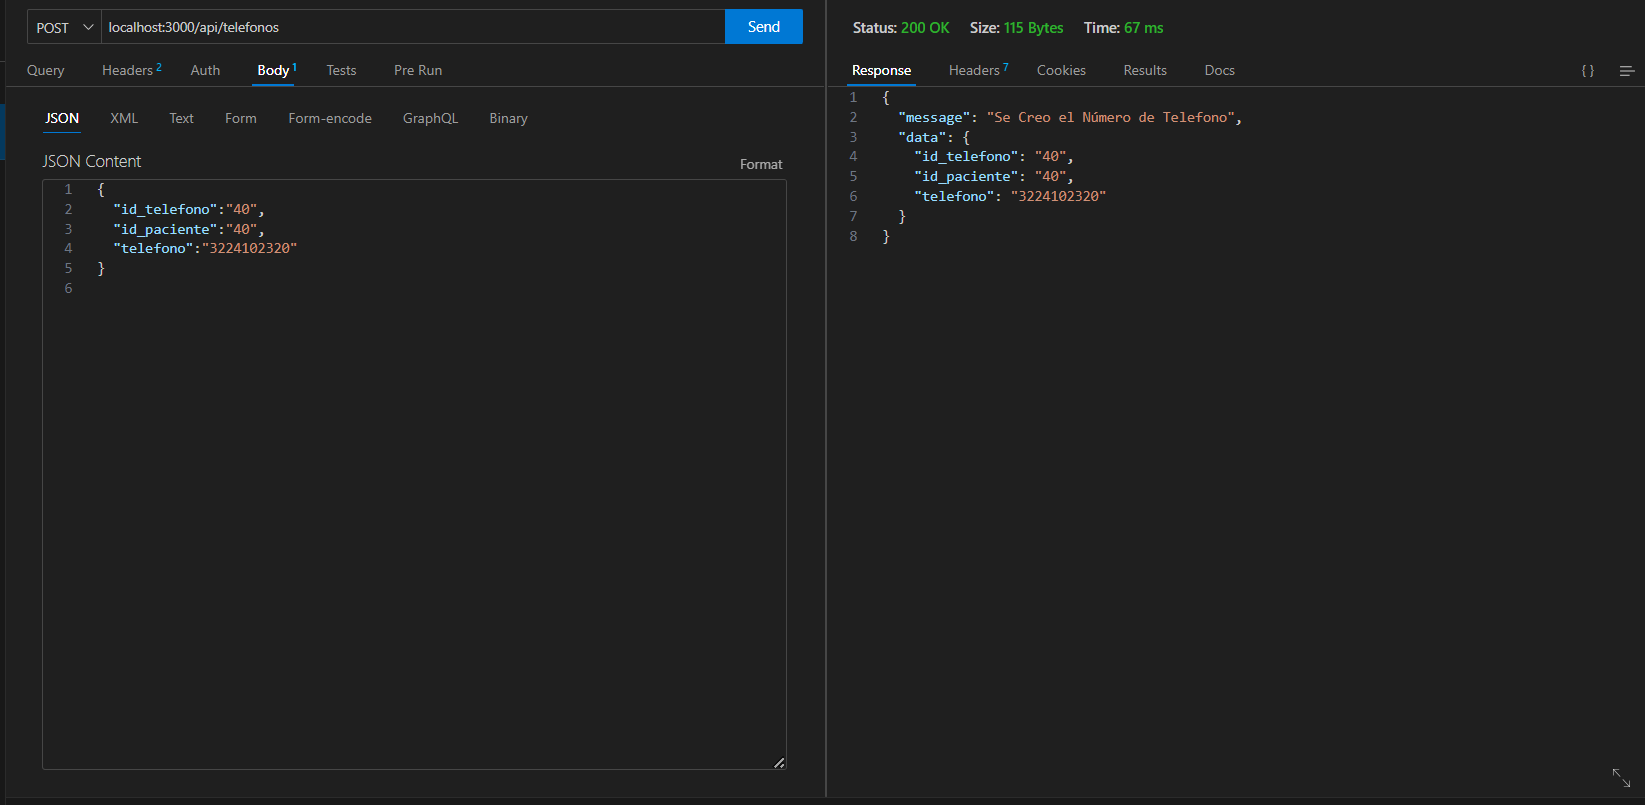 POST localhost:3000/api/telefonos Send
Query Headers 2 Auth Body 1 Tests Pre Run
JSON XML Text Form Form-encode GraphQL Binary
JSON Content Format
1 {
2 "id_telefono":"40",
3 "id_paciente":"40",
4 "telefono":"3224102320"
5 }
6
Status: 200 OK Size: 115 Bytes Time: 67 ms
Response Headers 7 Cookies Results Docs { }
1 {
2 "message": "Se Creo el Número de Telefono",
3 "data": {
4 "id_telefono": "40",
5 "id_paciente": "40",
6 "telefono": "3224102320"
7 }
8 }